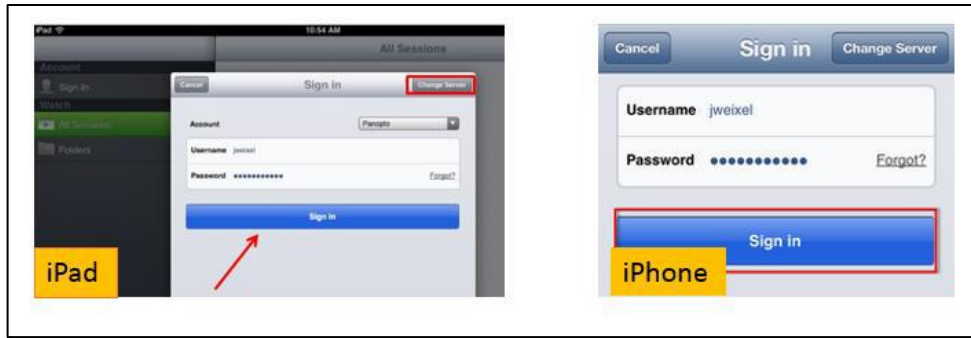 iPad
10:54 AM
All Sessions
Account
Sign in
Watch
All Sessions
Folders
Cancel
Sign in
Change Server
Account
Panopto
Username jweixel
Password
Forgot?
Sign in
iPad
Cancel
Sign in
Change Server
Username jweixel
Password
Forgot?
Sign in
iPhone